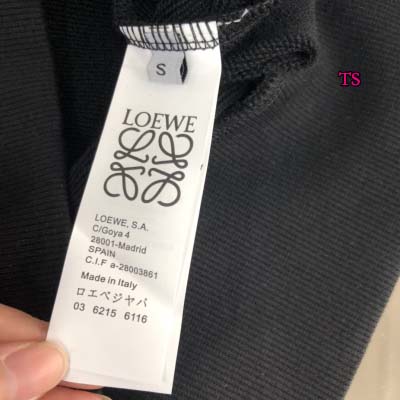 S
TS
LOEWE
LOEWE, S.A.
C/Goya 4
28001-Madrid
SPAIN
C.I.F a-28003861
Made in Italy
ロエベジャパ
03 6215 6116